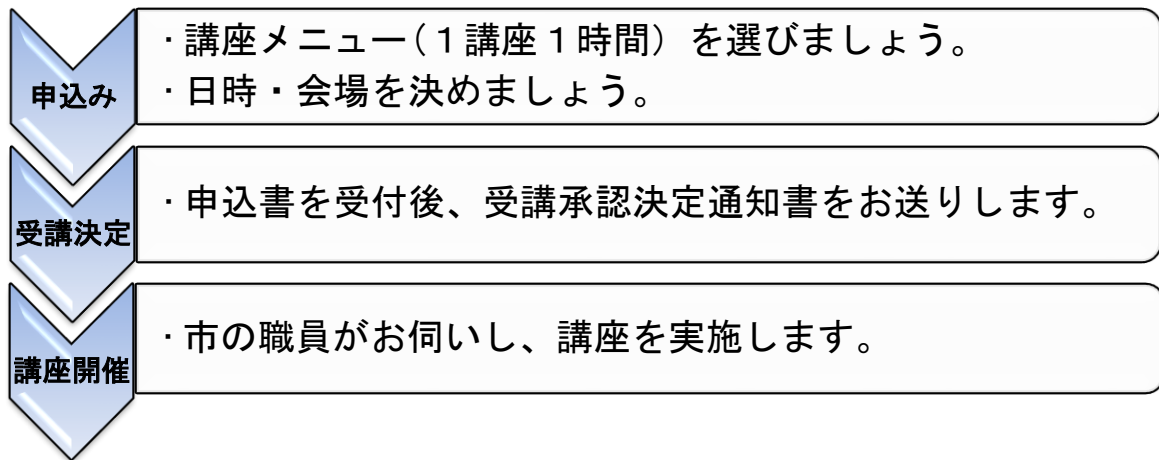 申込み
・講座メニュー（１講座１時間）を選びましょう。
・日時・会場を決めましょう。
受講決定
・申込書を受付後、受講承認決定通知書をお送りします。
講座開催
・市の職員がお伺いし、講座を実施します。